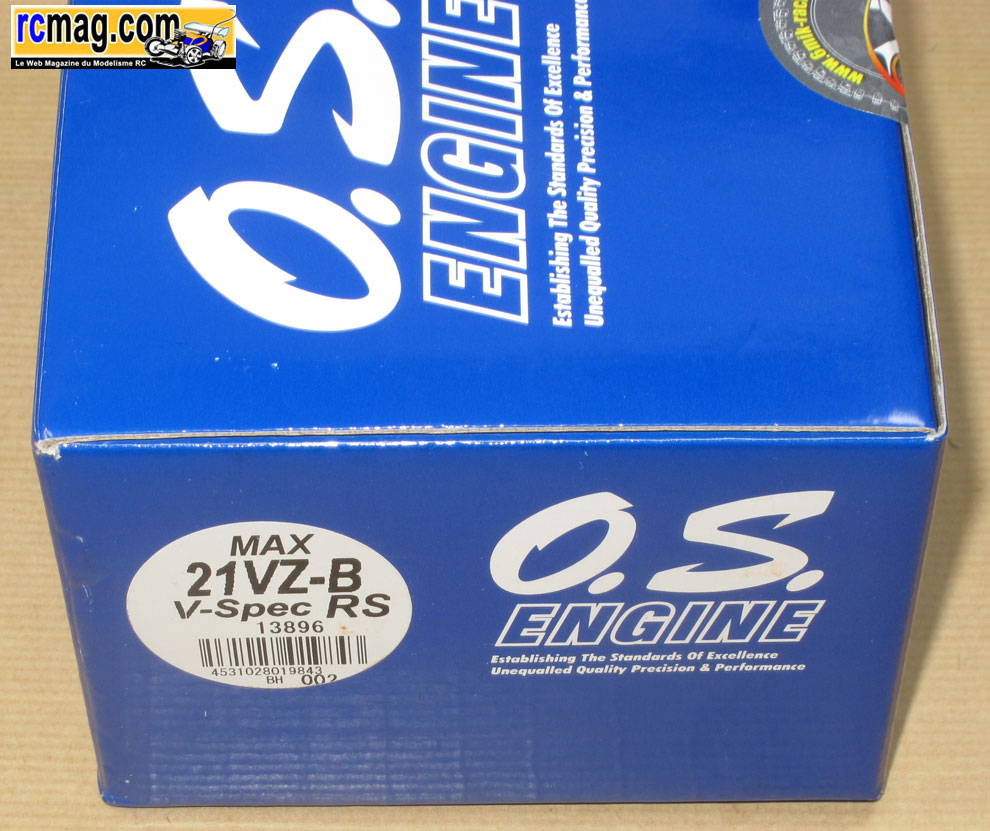 rcmag.com
Le Web Magazine du Modelisme RC
O.S.
ENGINE
Establishing The Standards Of Excellence
Unequalled Quality Precision & Performance
MAX
21VZ-B
V-Spec RS
13896
4531028019843
BH 002
O.S.
ENGINE
Establishing The Standards Of Excellence
Unequalled Quality Precision & Performance